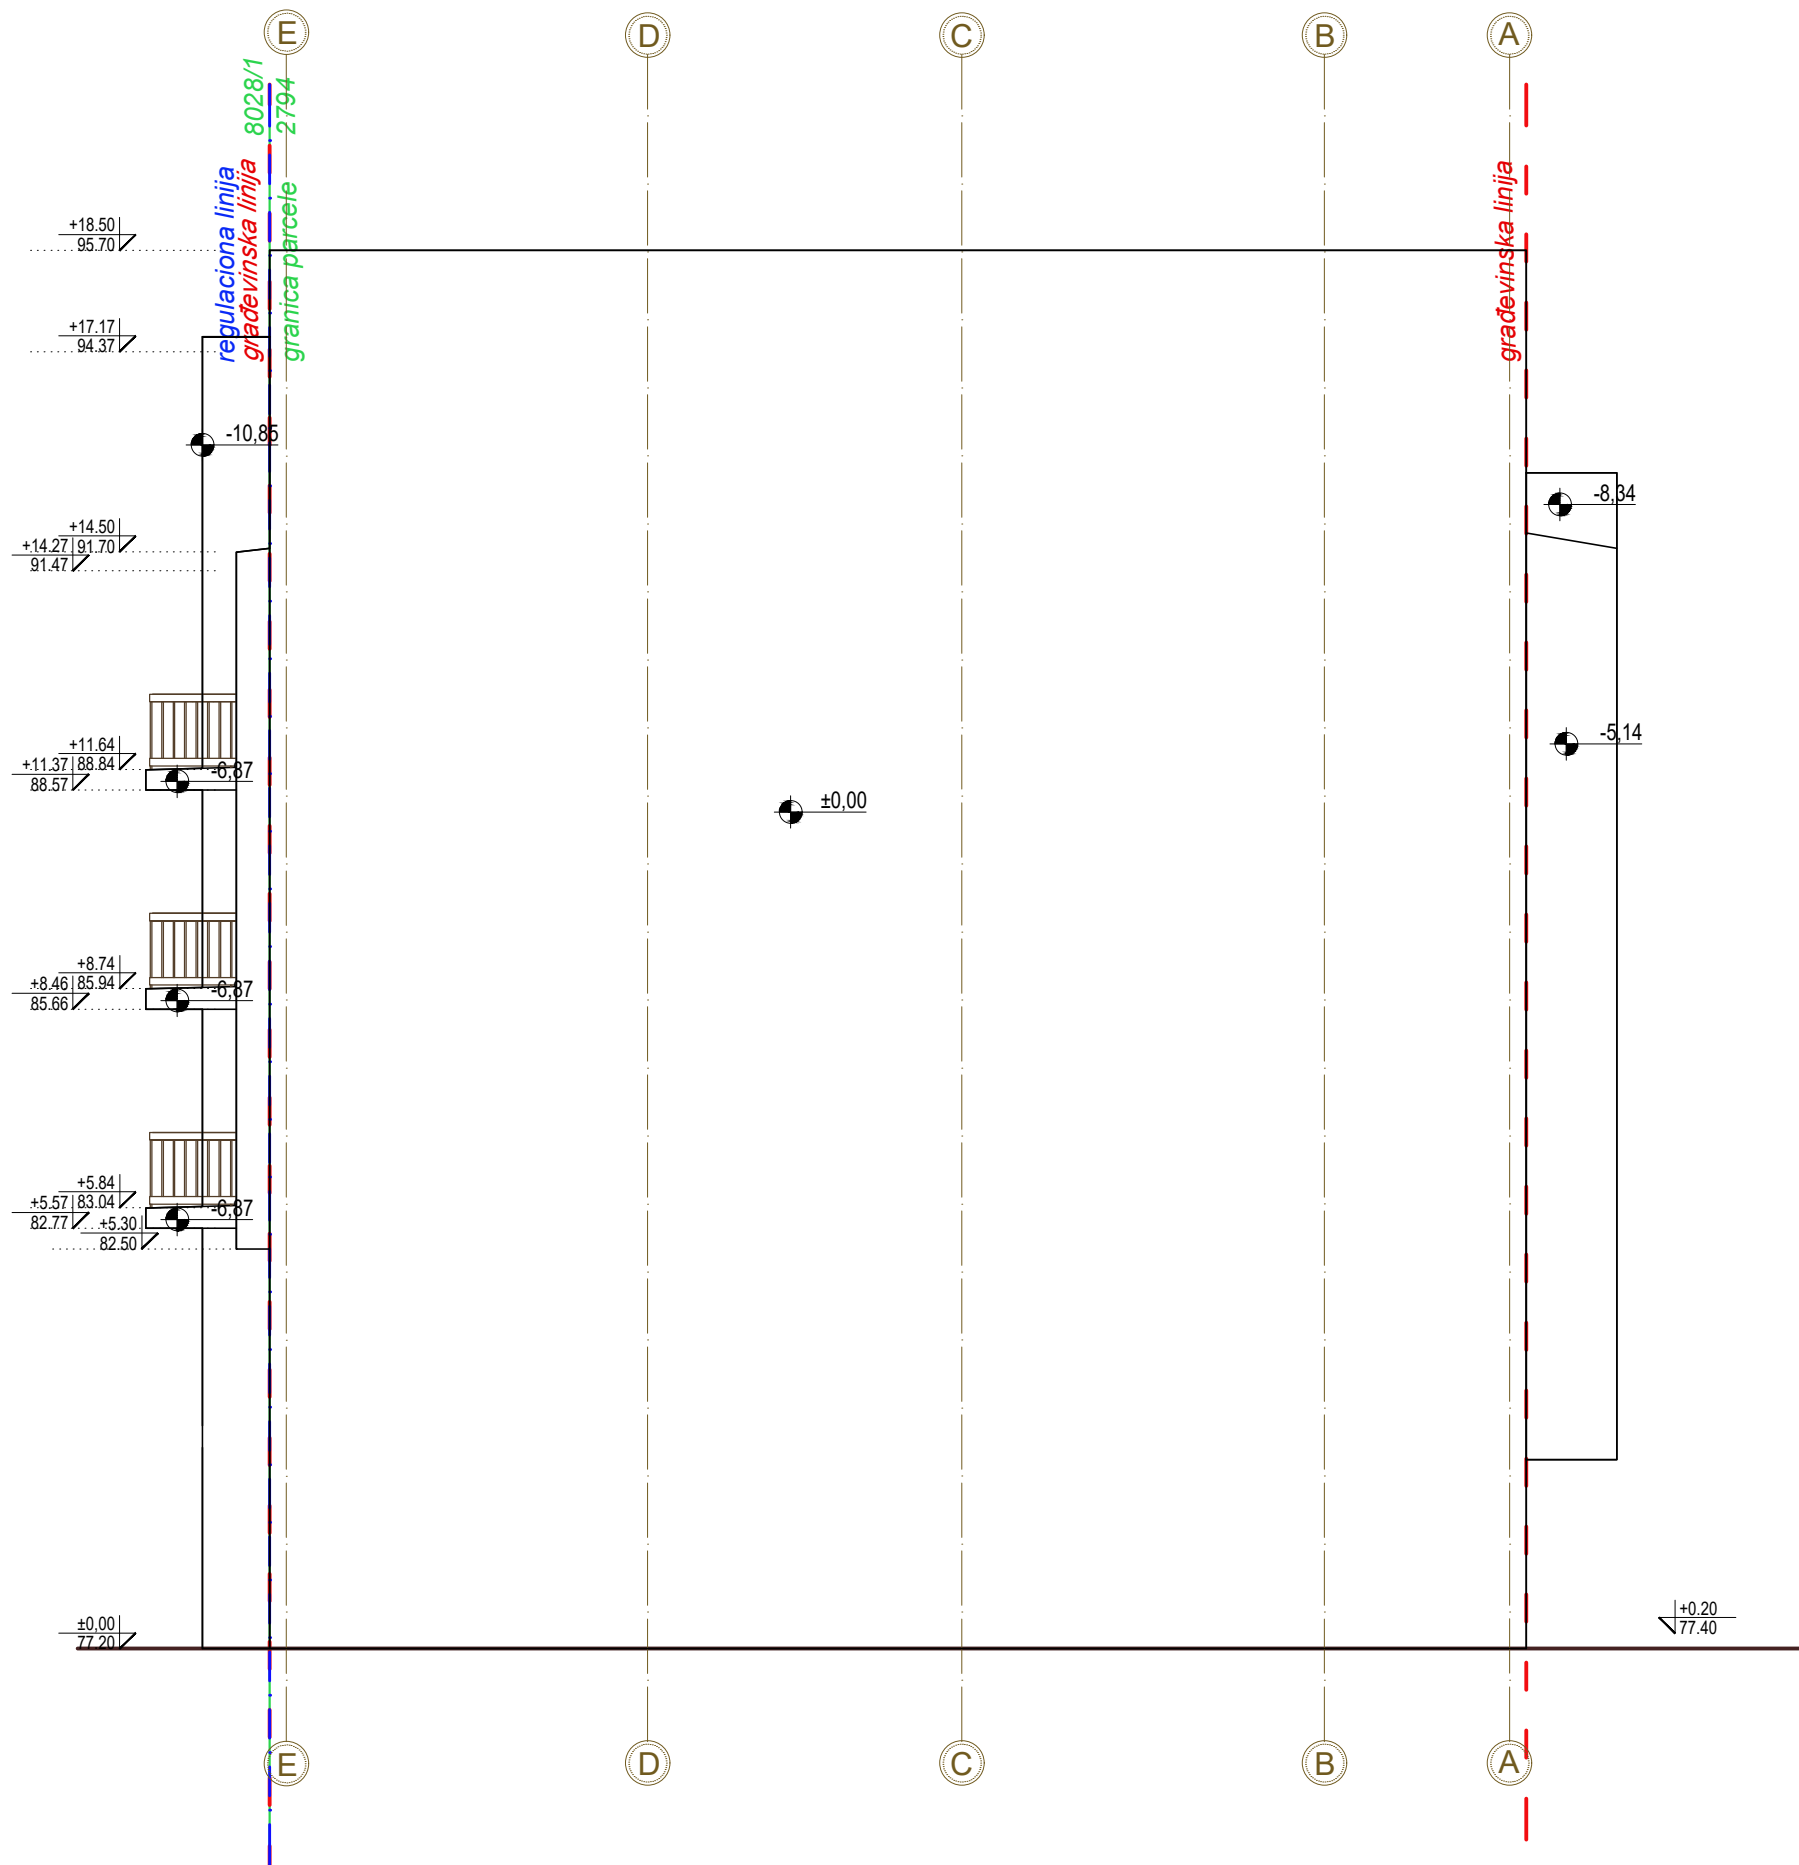 E
D
C
B
A
8028/1
2794
regulaciona linija
građevinska linija
granica parcele
građevinska linija
+18.50
95.70
+17.17
94.37
-10,85
-8,34
+14.50
91.70
+14.27
91.47
-5,14
+11.64
88.84
+11.37
88.57
-6,87
±0,00
+8.74
85.94
+8.46
85.66
-6,87
+5.84
83.04
+5.57
82.77
-6,87
+5.30
82.50
±0,00
77.20
+0.20
77.40
E
D
C
B
A